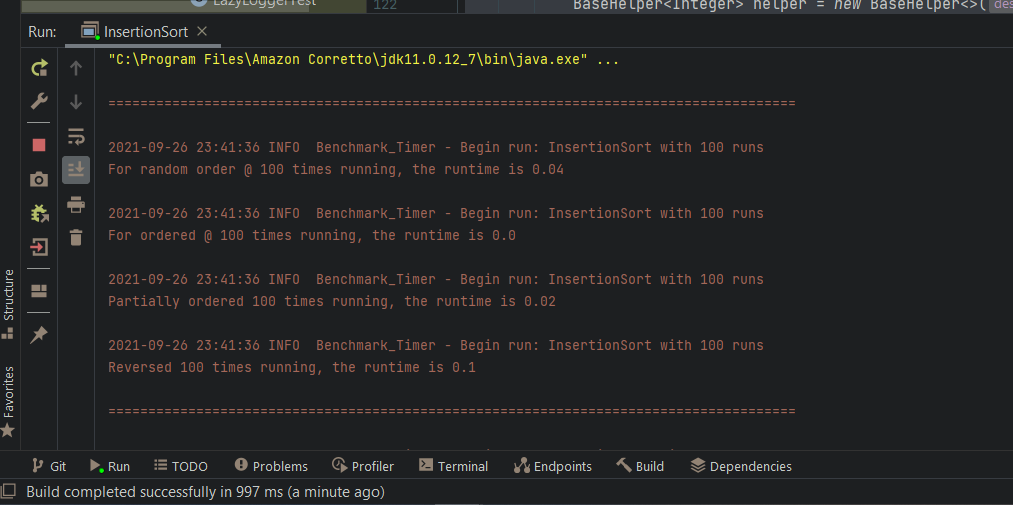 LazyLoggerTest
122
BaseHelper<Integer> helper = new BaseHelper<>(
des
Run:
InsertionSort
"C:\Program Files\Amazon Corretto\jdk11.0.12_7\bin\java.exe" ...
======================================================================================
2021-09-26 23:41:36 INFO  Benchmark_Timer - Begin run: InsertionSort with 100 runs
For random order @ 100 times running, the runtime is 0.04
2021-09-26 23:41:36 INFO  Benchmark_Timer - Begin run: InsertionSort with 100 runs
For ordered @ 100 times running, the runtime is 0.0
2021-09-26 23:41:36 INFO  Benchmark_Timer - Begin run: InsertionSort with 100 runs
Partially ordered 100 times running, the runtime is 0.02
2021-09-26 23:41:36 INFO  Benchmark_Timer - Begin run: InsertionSort with 100 runs
Reversed 100 times running, the runtime is 0.1
======================================================================================
Structure
Favorites
Git
Run
TODO
Problems
Profiler
Terminal
Endpoints
Build
Dependencies
Build completed successfully in 997 ms (a minute ago)